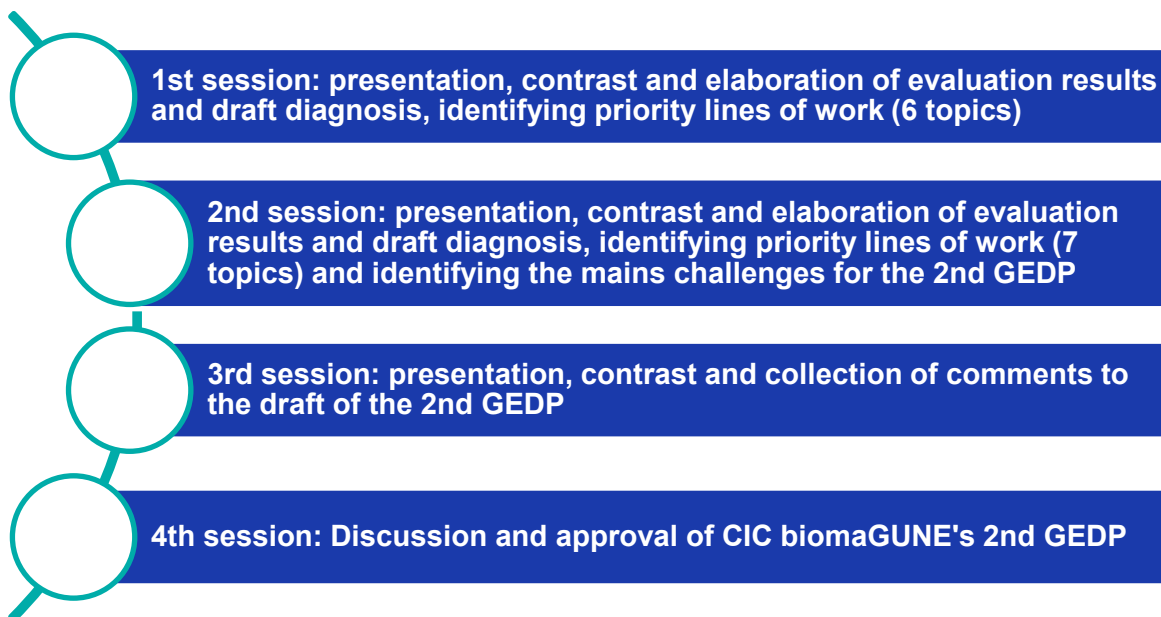 1st session: presentation, contrast and elaboration of evaluation results
and draft diagnosis, identifying priority lines of work (6 topics)
2nd session: presentation, contrast and elaboration of evaluation
results and draft diagnosis, identifying priority lines of work (7
topics) and identifying the mains challenges for the 2nd GEDP
3rd session: presentation, contrast and collection of comments to
the draft of the 2nd GEDP
4th session: Discussion and approval of CIC biomaGUNE's 2nd GEDP